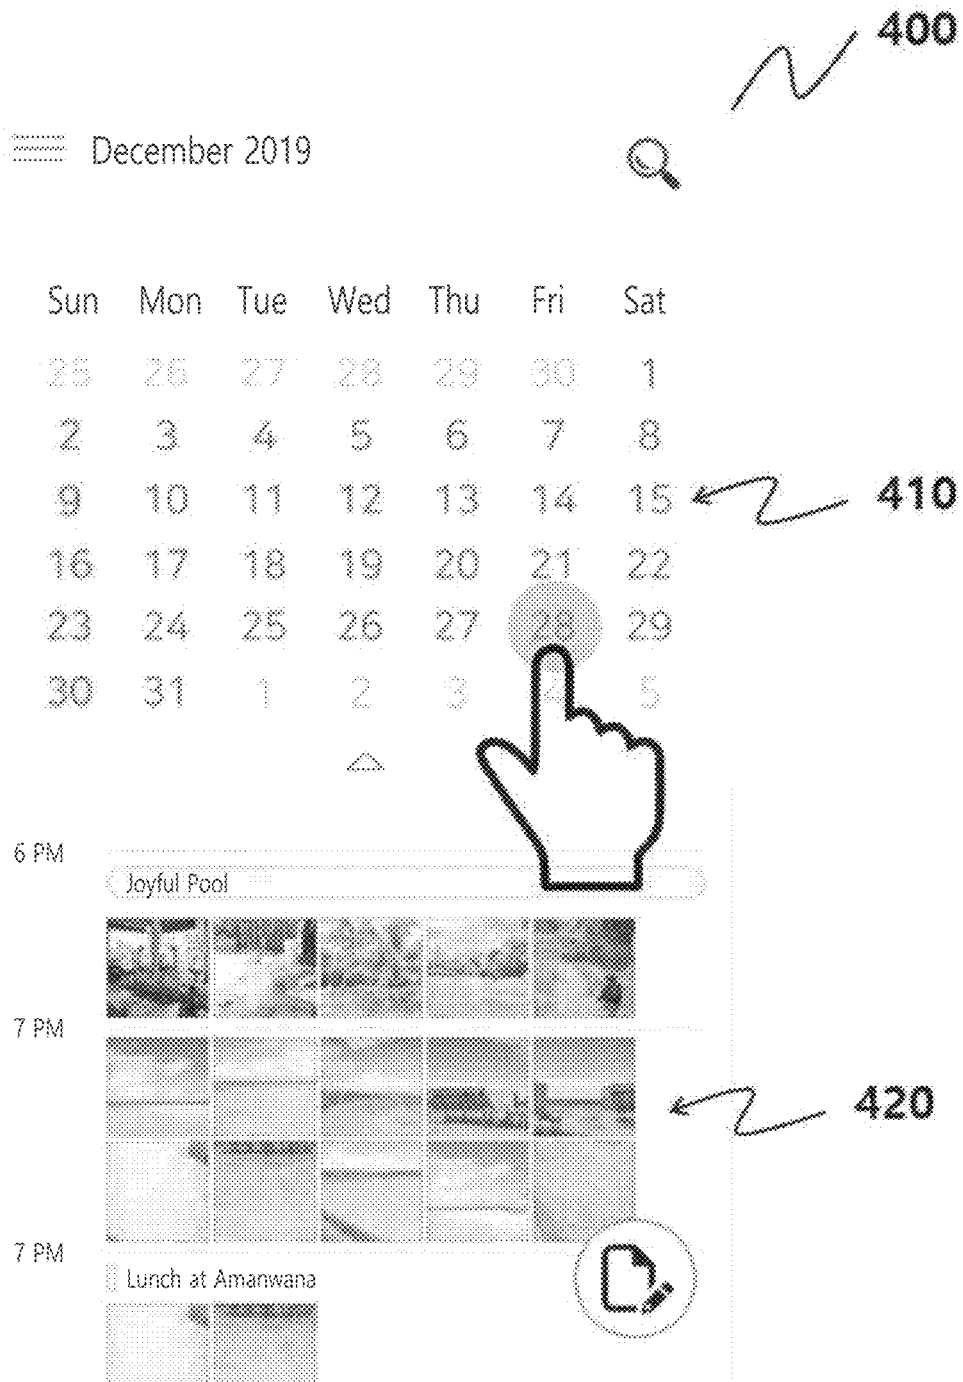 400
December 2019
Sun Mon Tue Wed Thu Fri Sat
25 26 27 28 29 30 1
2 3 4 5 6 7 8
9 10 11 12 13 14 15
410
16 17 18 19 20 21 22
23 24 25 26 27 28 29
30 31 1 2 3 4 5
6 PM
Joyful Pool
7 PM
420
7 PM
Lunch at Amanwana